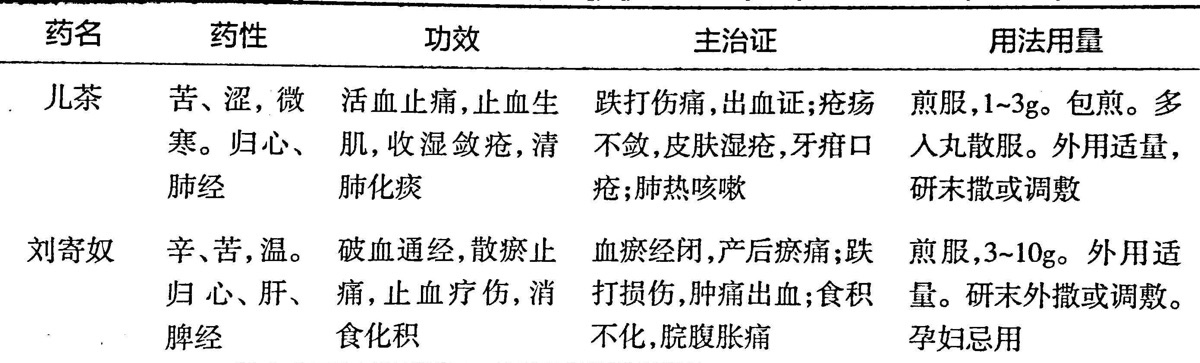 药名 药性 功效 主治证 用法用量
儿茶 苦、涩，微 活血止痛，止血生 跌打伤痛，出血证；疮疡 煎服，1~3g。包煎。多
寒。归心、 肌，收湿敛疮，清 不敛，皮肤湿疮，牙疳口 入丸散服。外用适量，
肺经 肺化痰 疮；肺热咳嗽 研末撒或调敷
刘寄奴 辛、苦，温。 破血通经，散瘀止 血瘀经闭，产后瘀痛；跌 煎服，3~10g。外用适
归心、肝、 痛，止血疗伤，消 打损伤，肿痛出血；食积 量。研末外撒或调敷。
脾经 食化积 不化，脘腹胀痛 孕妇忌用